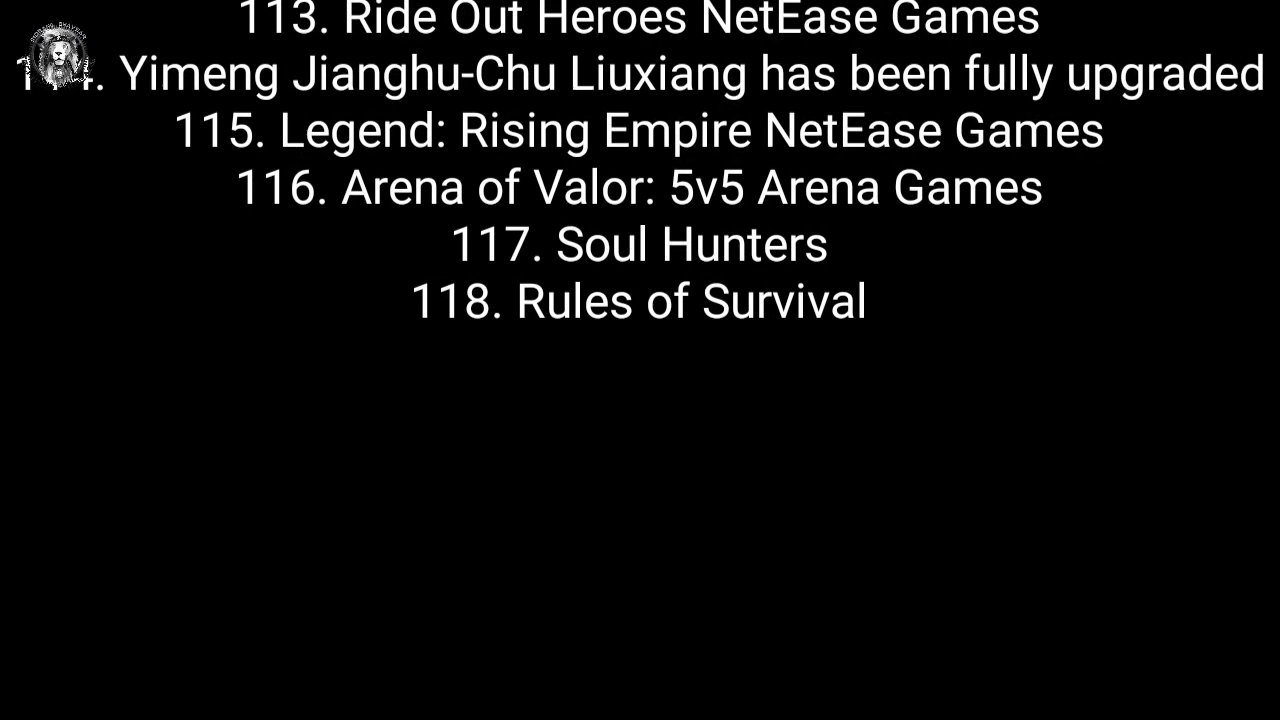 113. Ride Out Heroes NetEase Games
114. Yimeng Jianghu-Chu Liuxiang has been fully upgraded
115. Legend: Rising Empire NetEase Games
116. Arena of Valor: 5v5 Arena Games
117. Soul Hunters
118. Rules of Survival